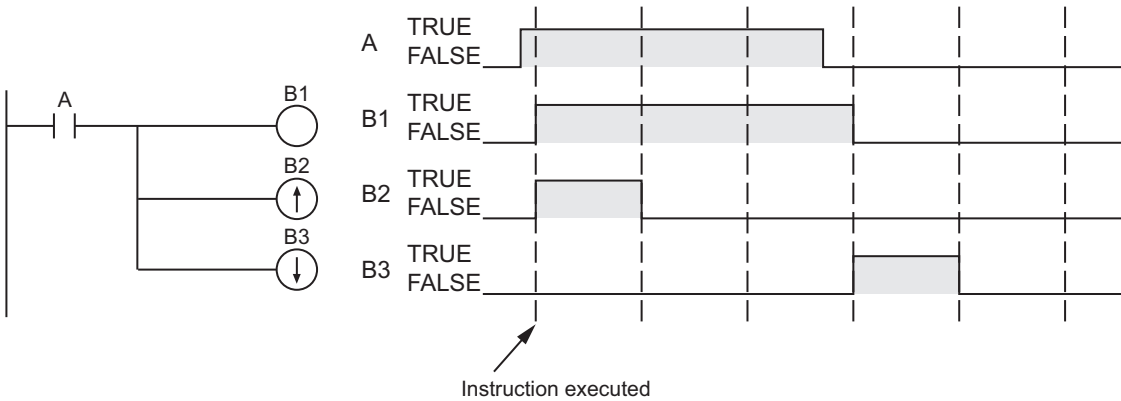 A
B1
B2
B3
A
TRUE
FALSE
B1
TRUE
FALSE
B2
TRUE
FALSE
B3
TRUE
FALSE
Instruction executed